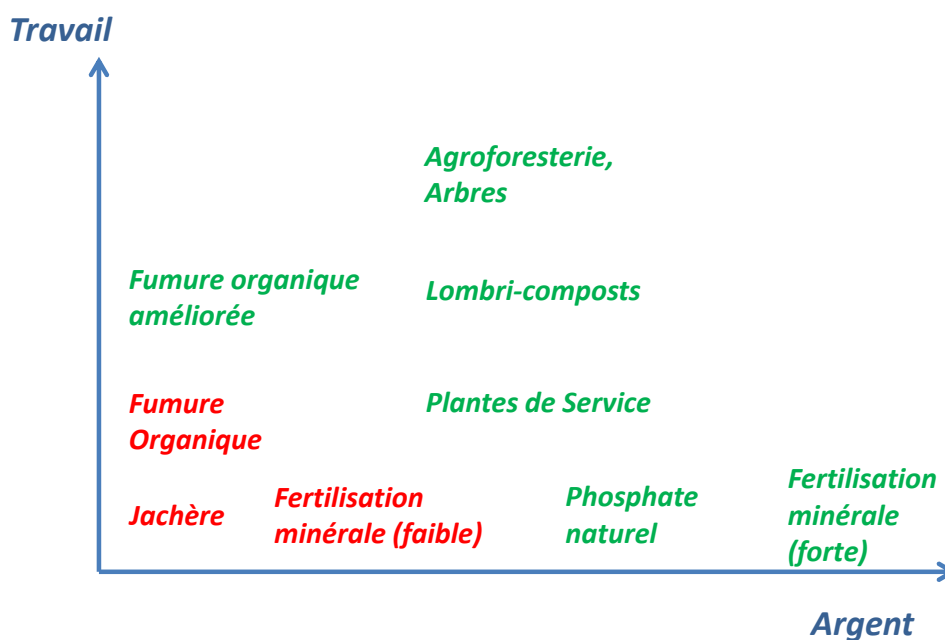 Travail
Agroforesterie,
Arbres
Fumure organique
améliorée
Lombri-composts
Fumure
Organique
Plantes de Service
Jachère
Fertilisation
minérale (faible)
Phosphate
naturel
Fertilisation
minérale
(forte)
Argent